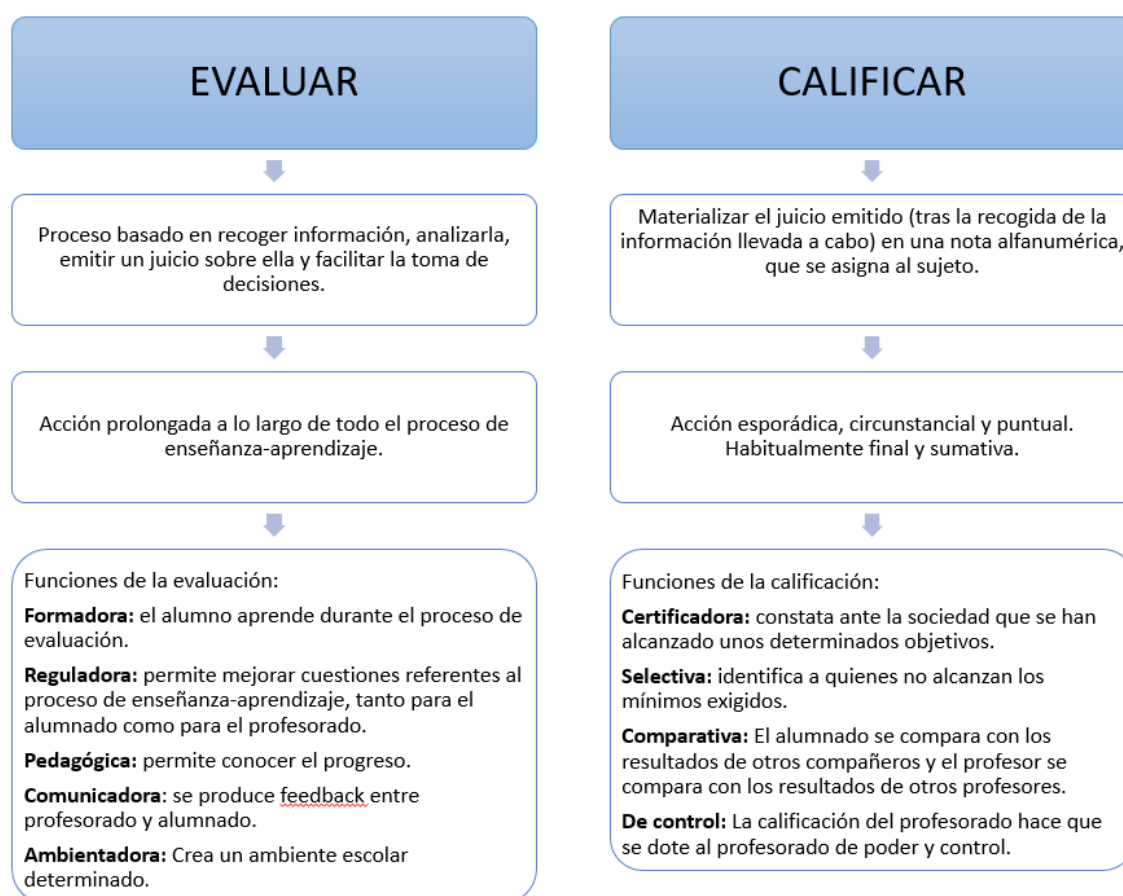 EVALUAR
Proceso basado en recoger información, analizarla,
emitir un juicio sobre ella y facilitar la toma de
decisiones.
Acción prolongada a lo largo de todo el proceso de
enseñanza-aprendizaje.
Funciones de la evaluación:
Formadora: el alumno aprende durante el proceso de
evaluación.
Reguladora: permite mejorar cuestiones referentes al
proceso de enseñanza-aprendizaje, tanto para el
alumnado como para el profesorado.
Pedagógica: permite conocer el progreso.
Comunicadora: se produce feedback entre
profesorado y alumnado.
Ambientadora: Crea un ambiente escolar
determinado.
CALIFICAR
Materializar el juicio emitido (tras la recogida de la
información llevada a cabo) en una nota alfanumérica,
que se asigna al sujeto.
Acción esporádica, circunstancial y puntual.
Habitualmente final y sumativa.
Funciones de la calificación:
Certificadora: constata ante la sociedad que se han
alcanzado unos determinados objetivos.
Selectiva: identifica a quienes no alcanzan los
mínimos exigidos.
Comparativa: El alumnado se compara con los
resultados de otros compañeros y el profesor se
compara con los resultados de otros profesores.
De control: La calificación del profesorado hace que
se dote al profesorado de poder y control.